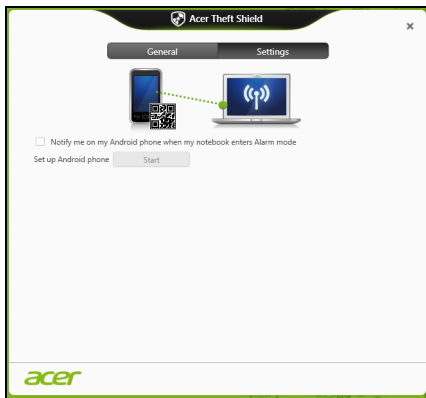 Acer Theft Shield
General
Settings
Notify me on my Android phone when my notebook enters Alarm mode
Set up Android phone
Start
acer